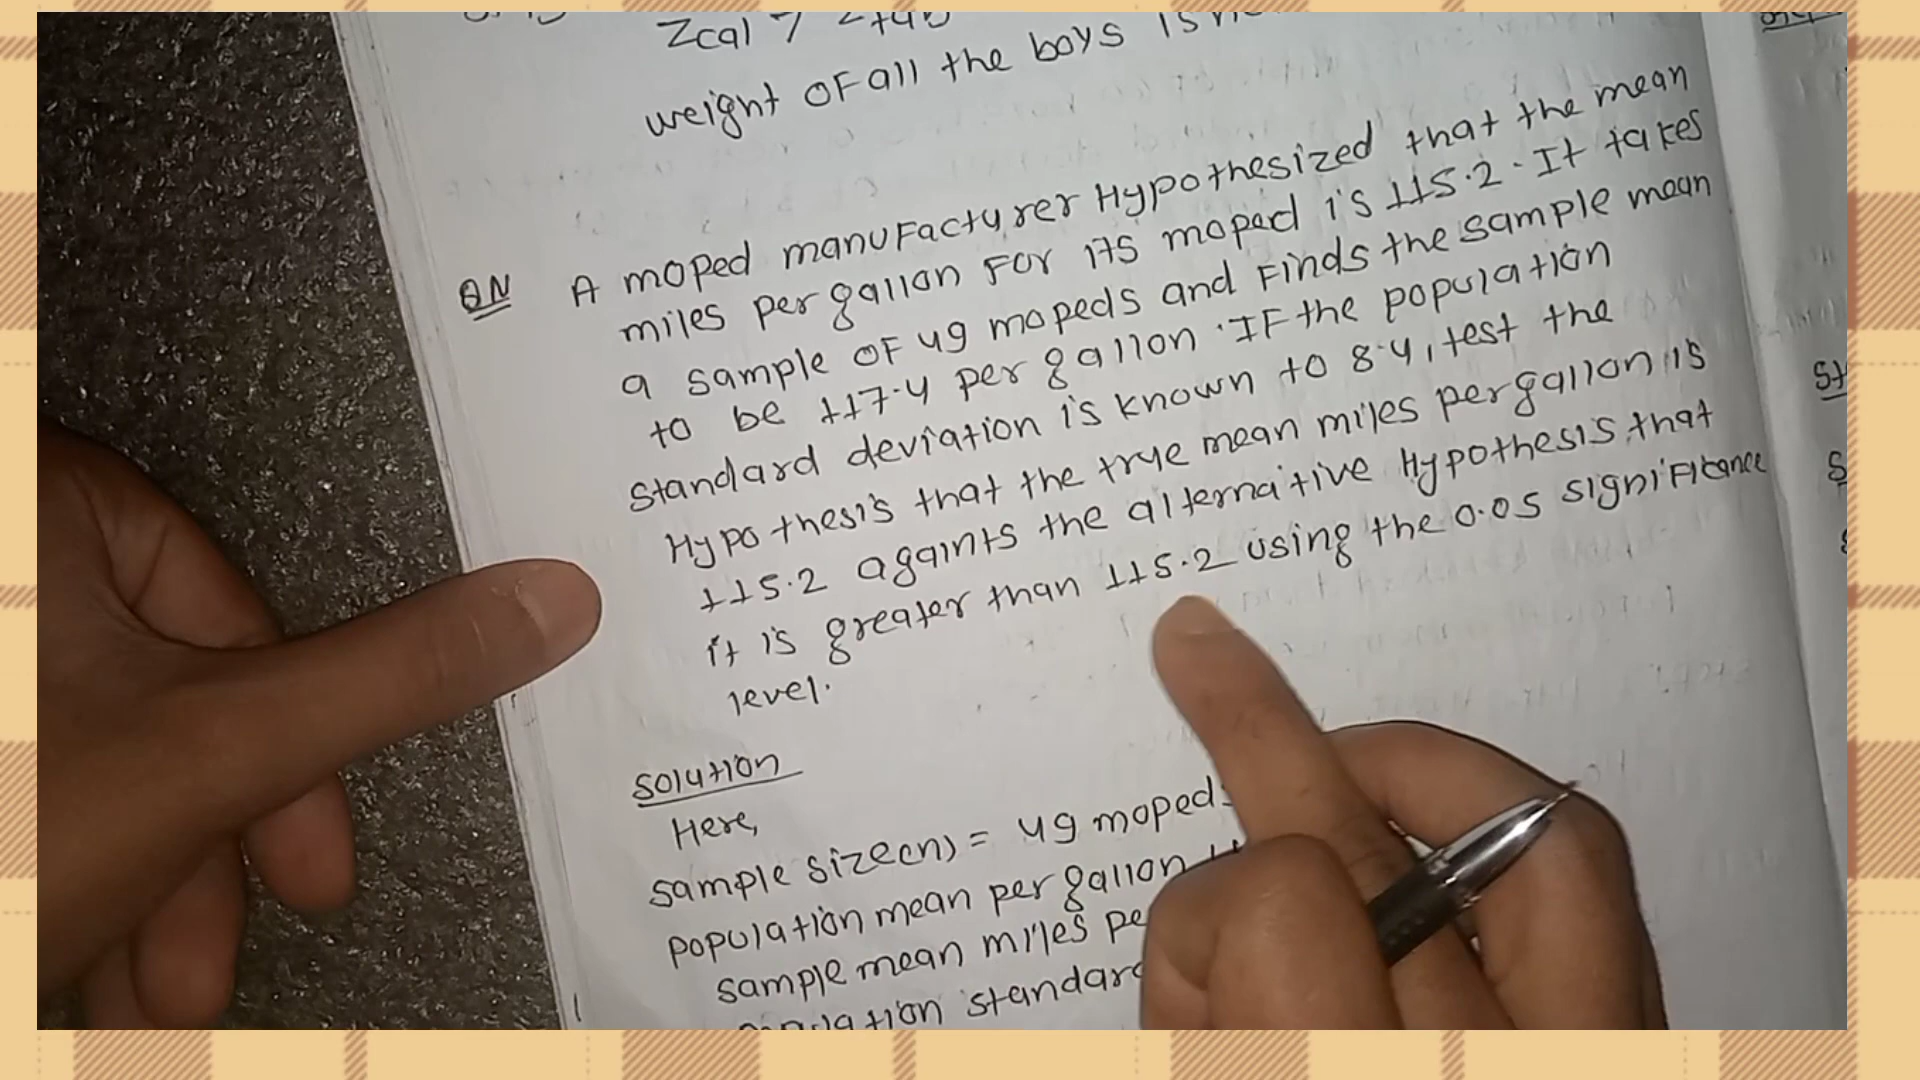 Zcal > Ztab
weight OF all the boys is
QN A moped manufacturer Hypothesized that the mean
miles per gallon For its moped is 115.2. It takes
a sample OF 49 mopeds and Finds the sample mean
to be 117.4 per gallon. IF the population
standard deviation is known to 8.4, test the
Hypothesis that the true mean miles per gallon is
115.2 againts the alternative Hypothesis that
it is greater than 115.2 using the 0.05 significance
level.
Solution
Here,
sample size(n) = 49 moped
population mean per gallon
sample mean miles
standard